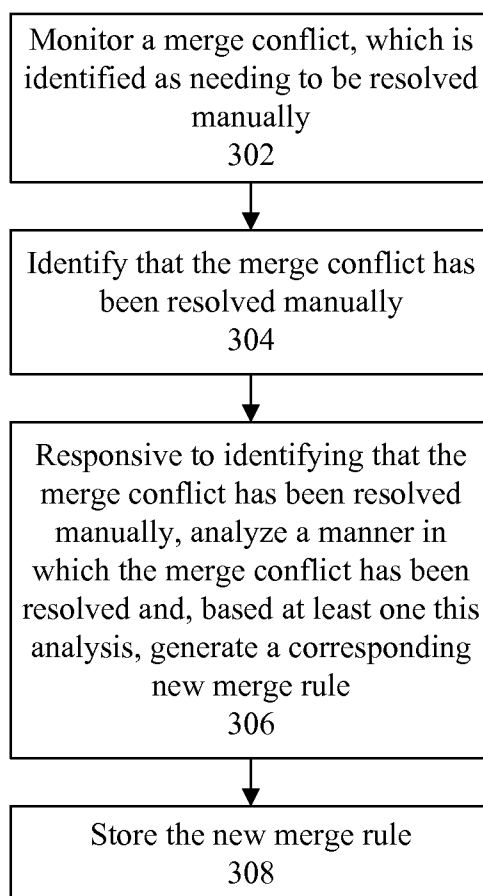 Monitor a merge conflict, which is
identified as needing to be resolved
manually
302
Identify that the merge conflict has
been resolved manually
304
Responsive to identifying that the
merge conflict has been resolved
manually, analyze a manner in
which the merge conflict has been
resolved and, based at least one this
analysis, generate a corresponding
new merge rule
306
Store the new merge rule
308